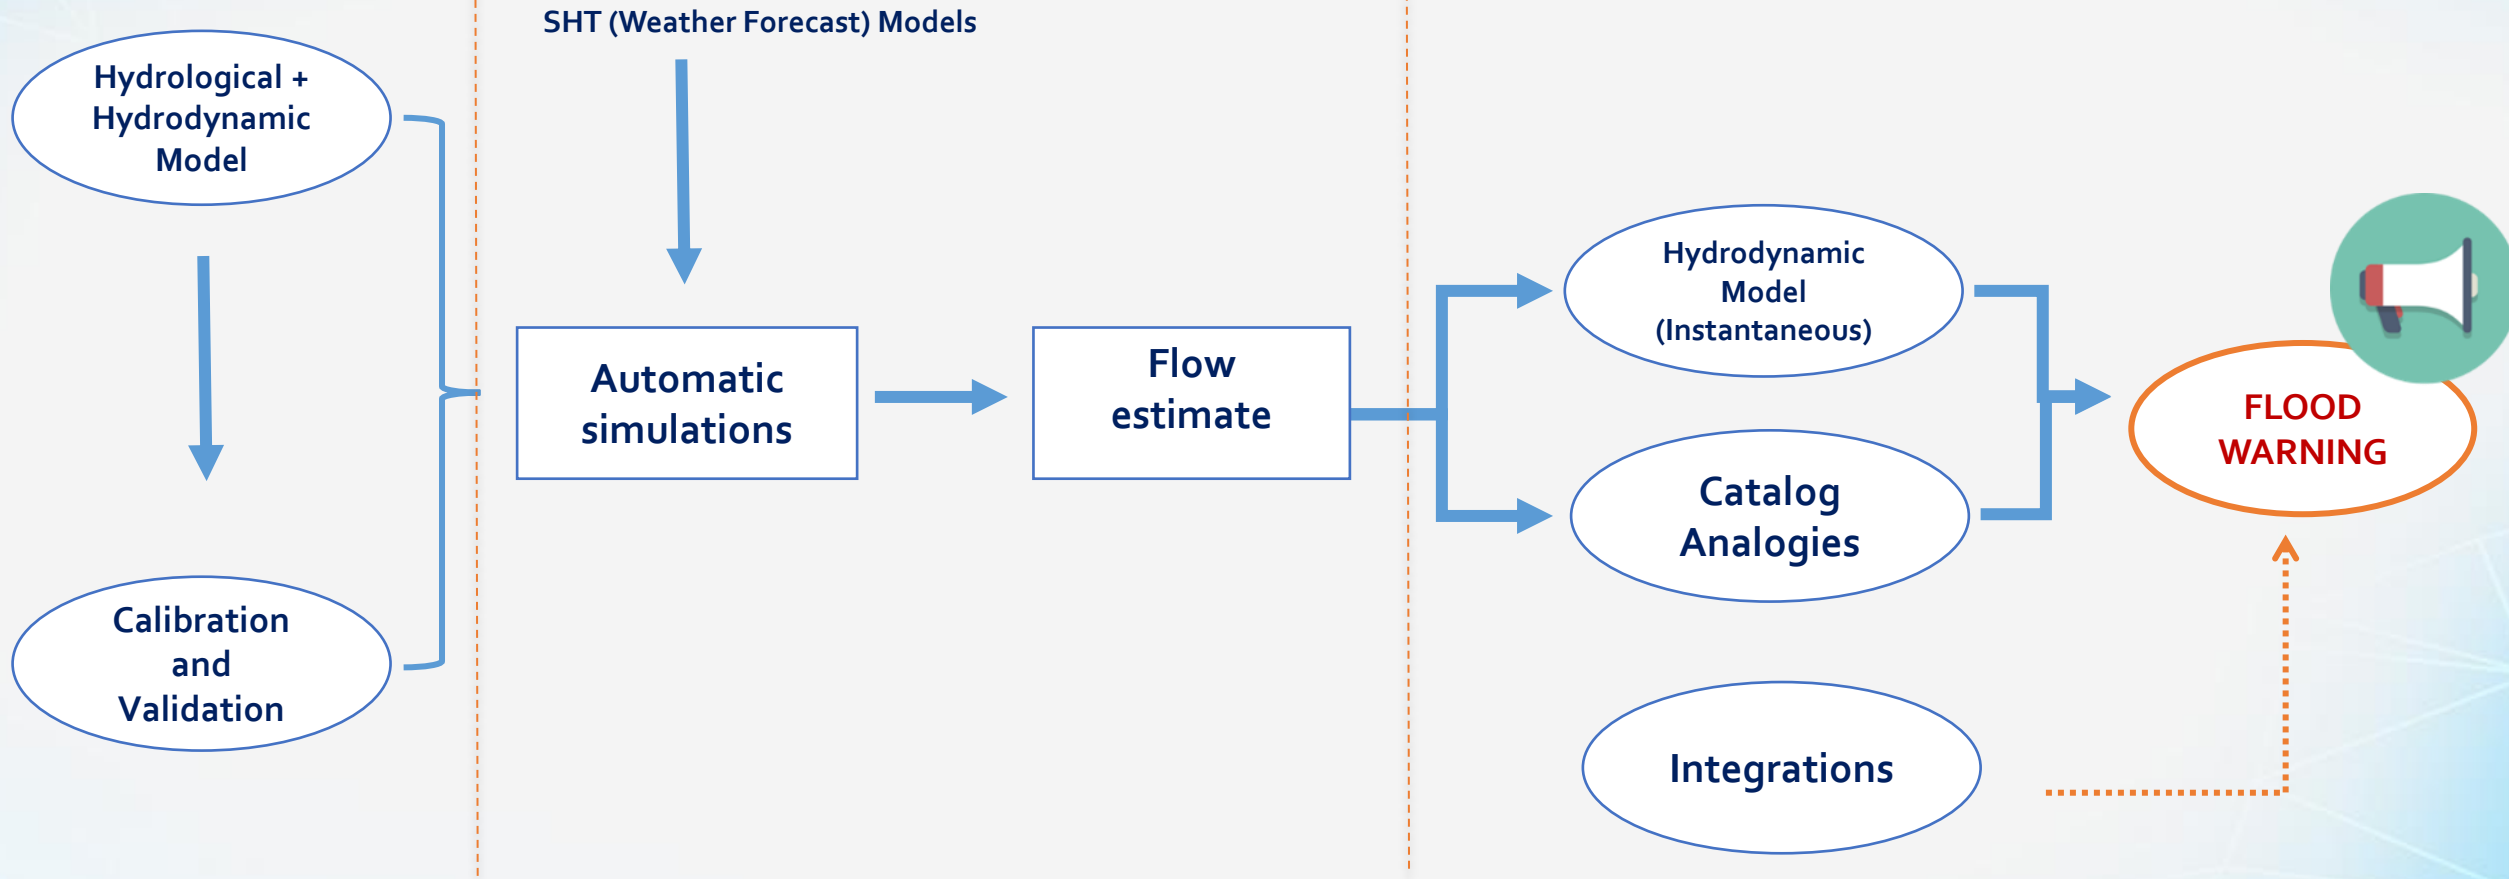 SHT (Weather Forecast) Models
Hydrological +
Hydrodynamic
Model
Calibration
and
Validation
Automatic
simulations
Flow
estimate
Hydrodynamic
Model
(Instantaneous)
Catalog
Analogies
Integrations
FLOOD
WARNING